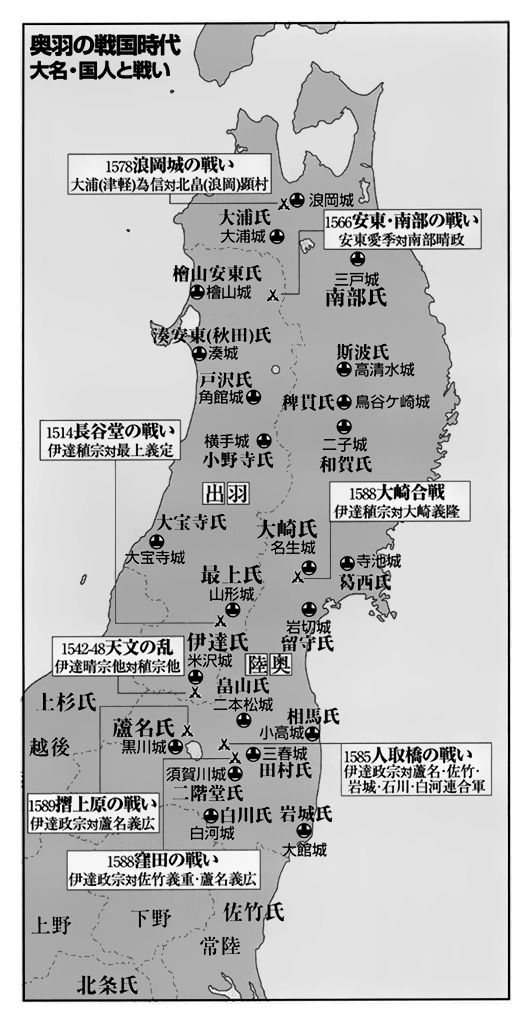 奥羽の戦国時代
大名・国人と戦い
1578浪岡城の戦い
大浦(津軽)為信対北畠(浪岡)顕村
浪岡城
大浦氏
大浦城
1566安東・南部の戦い
安東愛季対南部晴政
三戸城
南部氏
檜山安東氏
檜山城
湊安東(秋田)氏
湊城
斯波氏
高清水城
戸沢氏
角館城
稗貫氏
鳥谷ケ崎城
1514長谷堂の戦い
伊達稙宗対最上義定
横手城
小野寺氏
二子城
和賀氏
出羽
1588大崎合戦
伊達稙宗対大崎義隆
大宝寺氏
大宝寺城
大崎氏
名生城
寺池城
葛西氏
最上氏
山形城
岩切城
留守氏
1542-48天文の乱
伊達晴宗他対稙宗他
伊達氏
米沢城
陸奥
畠山氏
二本松城
上杉氏
相馬氏
小高城
蘆名氏
黒川城
越後
三春城
田村氏
1585人取橋の戦い
伊達政宗対蘆名・佐竹・
岩城・石川・白河連合軍
須賀川城
二階堂氏
1589摺上原の戦い
伊達政宗対蘆名義広
白川氏
白河城
岩城氏
大館城
1588窪田の戦い
伊達政宗対佐竹義重・蘆名義広
上野
下野
佐竹氏
常陸
北条氏